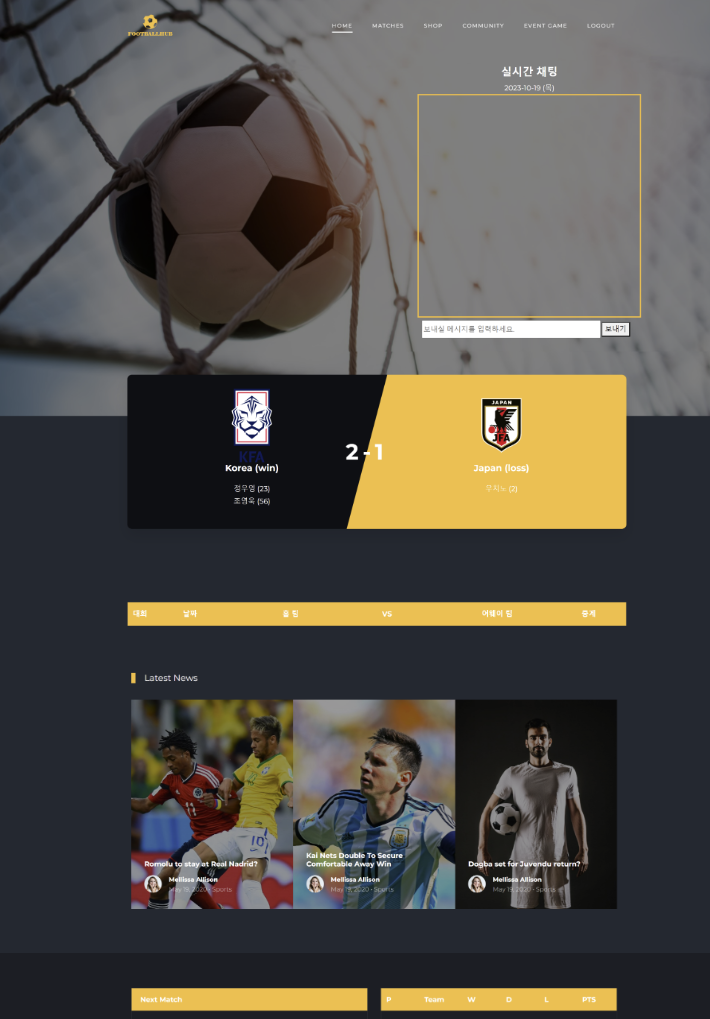 FOOTBALLHUB
HOME MATCHES SHOP COMMUNITY EVENT GAME LOGOUT
실시간 채팅
2023-10-19 (목)
보내실 메시지를 입력하세요.
보내기
KFA
JAPAN
JFA
2 - 1
Korea (win)
Japan (loss)
정우영 (23)
조영욱 (56)
(2)
대회 날짜 홈 팀 VS 어웨이 팀 중계
Latest News
11
10
Romolu to stay at Real Nadrid?
Mellissa Allison
May 19, 2020 • Sports
Kai Nets Double To Secure
Comfortable Away Win
Mellissa Allison
May 19, 2020 • Sports
Dogba set for Juvendu return?
Mellissa Allison
May 19, 2020 • Sports
Next Match
P Team W D L PTS